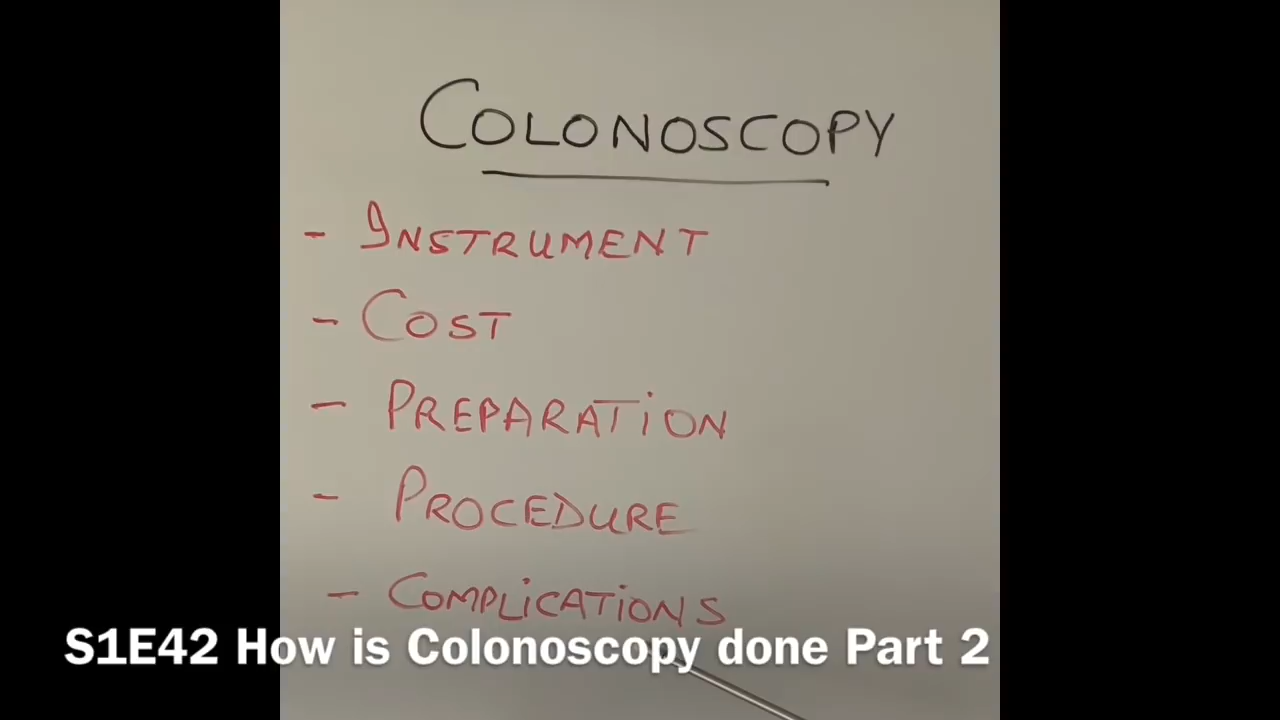 COLONOSCOPY
- INSTRUMENT
- COST
- PREPARATION
- PROCEDURE
- COMPLICATIONS
S1E42 How is Colonoscopy done Part 2